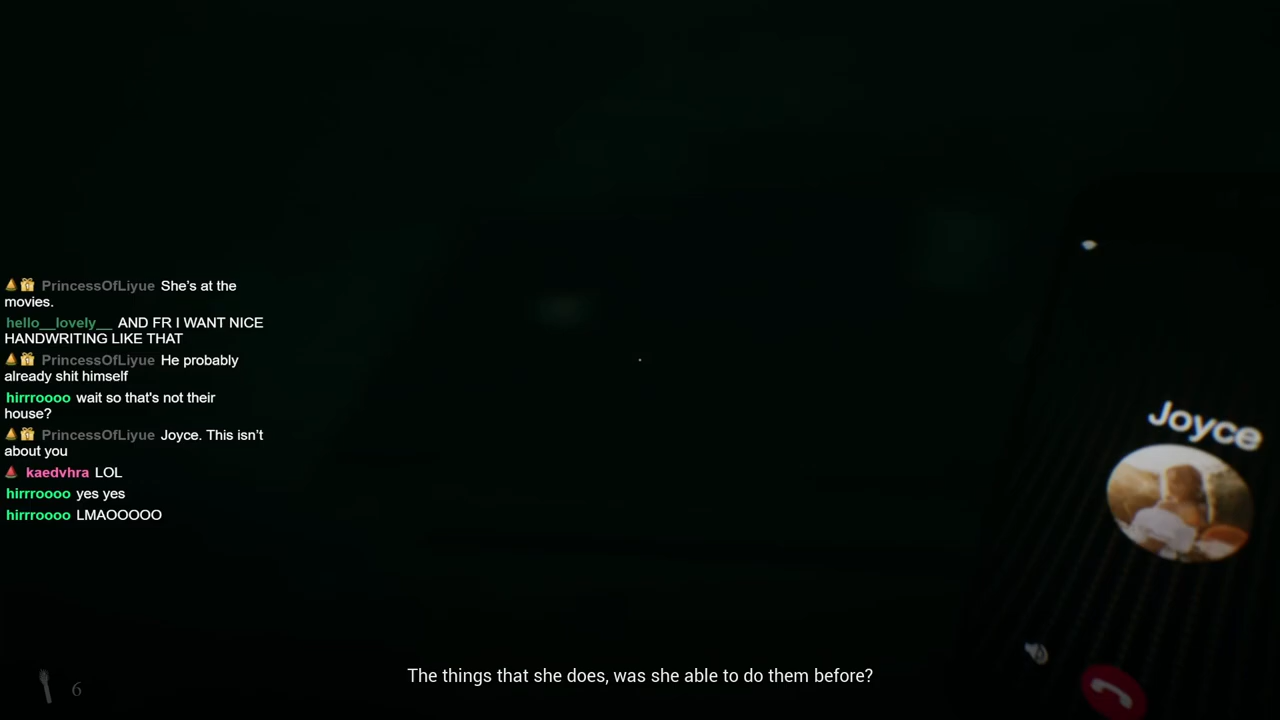 PrincessOfLiyue She's at the
movies.
hello__lovely__ AND FR I WANT NICE
HANDWRITING LIKE THAT
PrincessOfLiyue He probably
already shit himself
hirrroooo wait so that's not their
house?
PrincessOfLiyue Joyce. This isn't
about you
kaedvhra LOL
hirrroooo yes yes
hirrroooo LMAOOOOO
Joyce
The things that she does, was she able to do them before?
6